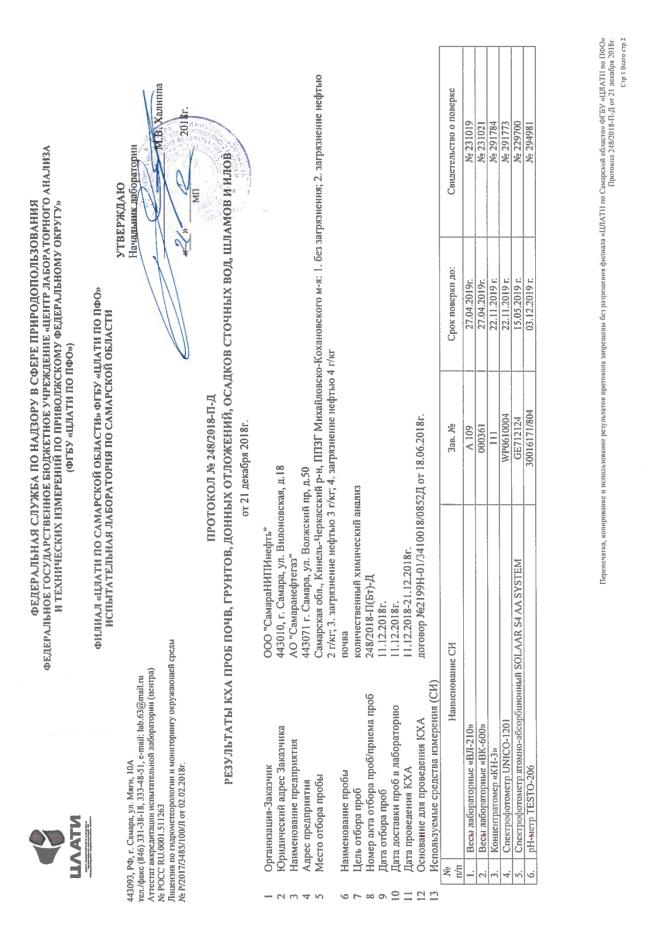 ФЕДЕРАЛЬНАЯ СЛУЖБА ПО НАДЗОРУ В СФЕРЕ ПРИРОДОПОЛЬЗОВАНИЯ
ФЕДЕРАЛЬНОЕ ГОСУДАРСТВЕННОЕ БЮДЖЕТНОЕ УЧРЕЖДЕНИЕ «ЦЕНТР ЛАБОРАТОРНОГО АНАЛИЗА
И ТЕХНИЧЕСКИХ ИЗМЕРЕНИЙ ПО ПРИВОЛЖСКОМУ ФЕДЕРАЛЬНОМУ ОКРУГУ»
(ФГБУ «ЦЛАТИ ПО ПФО»)
ЦЛАТИ
ФИЛИАЛ «ЦЛАТИ ПО САМАРСКОЙ ОБЛАСТИ» ФГБУ «ЦЛАТИ ПО ПФО»
ИСПЫТАТЕЛЬНАЯ ЛАБОРАТОРИЯ ПО САМАРСКОЙ ОБЛАСТИ
443093, РФ, г. Самара, ул. Мяги, 10А
тел./факс (846) 331-38-18, 333-48-51, e-mail: lab.63@mail.ru
Аттестат аккредитации испытательной лаборатории (центра)
№ РОСС RU.0001.511263
Лицензия по гидрометеорологии и мониторингу окружающей среды
№ Р/2017/3485/100/Л от 02.02.2018г.
УТВЕРЖДАЮ
Начальник лаборатории
М.В. Халиппа
« 21 » 12 2018г.
МП
ПРОТОКОЛ № 248/2018-П-Д
РЕЗУЛЬТАТЫ КХА ПРОБ ПОЧВ, ГРУНТОВ, ДОННЫХ ОТЛОЖЕНИЙ, ОСАДКОВ СТОЧНЫХ ВОД, ШЛАМОВ И ИЛОВ
от 21 декабря 2018г.
1 Организация-Заказчик ООО "СамараНИПИнефть"
2 Юридический адрес Заказчика 443010, г. Самара, ул. Вилоновская, д.18
3 Наименование предприятия АО "Самаранефтегаз"
4 Адрес предприятия 443071 г. Самара, ул. Волжский пр, д.50
5 Место отбора пробы Самарская обл., Кинель-Черкасский р-н, ППЗГ Михайловско-Кохановского м-я: 1. без загрязнения; 2. загрязнение нефтью
2 г/кг; 3. загрязнение нефтью 3 г/кг; 4. загрязнение нефтью 4 г/кг
6 Наименование пробы почва
7 Цель отбора проб количественный химический анализ
8 Номер акта отбора проб/приема проб 248/2018-П(Бт)-Д
9 Дата отбора проб 11.12.2018г.
10 Дата доставки проб в лабораторию 11.12.2018г.
11 Дата проведения КХА 11.12.2018-21.12.2018г.
12 Основание для проведения КХА договор №2199Н-01/3410018/0852Д от 18.06.2018г.
13 Используемые средства измерения (СИ)
№ п/п Наименование СИ Зав. № Срок поверки до: Свидетельство о поверке
1. Весы лабораторные «ВЛ-210» А 109 27.04.2019г. № 231019
2. Весы лабораторные «ВК-600» 000361 27.04.2019г. № 231021
3. Концентратомер «КН-3» 111 22.11.2019 г. № 291784
4. Спектрофотометр UNICO-1201 WP0610004 22.11.2019 г. № 291773
5. Спектрофотометр атомно-абсорбционный SOLAAR S4 AA SYSTEM GE712124 15.05.2019 г. № 229700
6. рН-метр TESTO-206 30016171/804 03.12.2019 г. № 294981
Перепечатка, копирование и использование результатов протокола запрещены без разрешения филиала «ЦЛАТИ по Самарской области» ФГБУ «ЦЛАТИ по ПФО»
Протокол 248/2018-П-Д от 21 декабря 2018г.
Стр 1 Всего стр 2